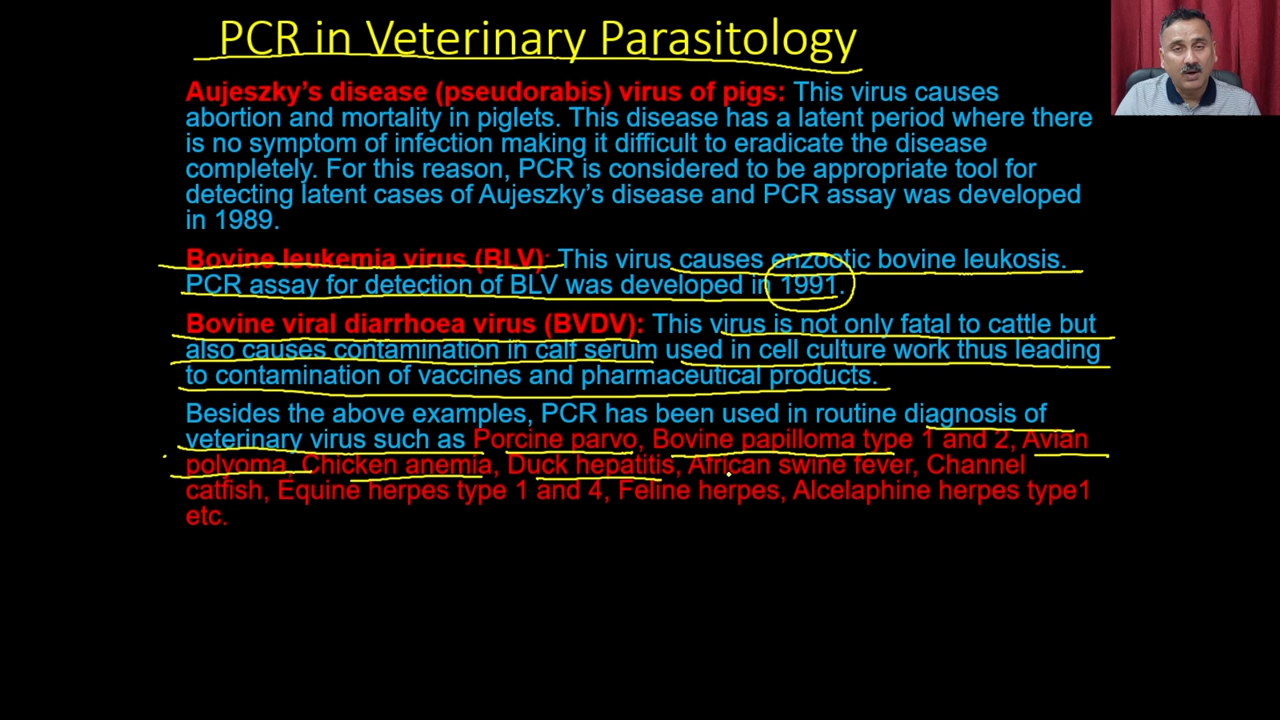 PCR in Veterinary Parasitology
Aujeszky's disease (pseudorabis) virus of pigs: This virus causes
abortion and mortality in piglets. This disease has a latent period where there
is no symptom of infection making it difficult to eradicate the disease
completely. For this reason, PCR is considered to be appropriate tool for
detecting latent cases of Aujeszky's disease and PCR assay was developed
in 1989.
Bovine leukemia virus (BLV): This virus causes enzootic bovine leukosis.
PCR assay for detection of BLV was developed in 1991.
Bovine viral diarrhoea virus (BVDV): This virus is not only fatal to cattle but
also causes contamination in calf serum used in cell culture work thus leading
to contamination of vaccines and pharmaceutical products.
Besides the above examples, PCR has been used in routine diagnosis of
veterinary virus such as Porcine parvo, Bovine papilloma type 1 and 2, Avian
polyoma, Chicken anemia, Duck hepatitis, African swine fever, Channel
catfish, Equine herpes type 1 and 4, Feline herpes, Alcelaphine herpes type1
etc.